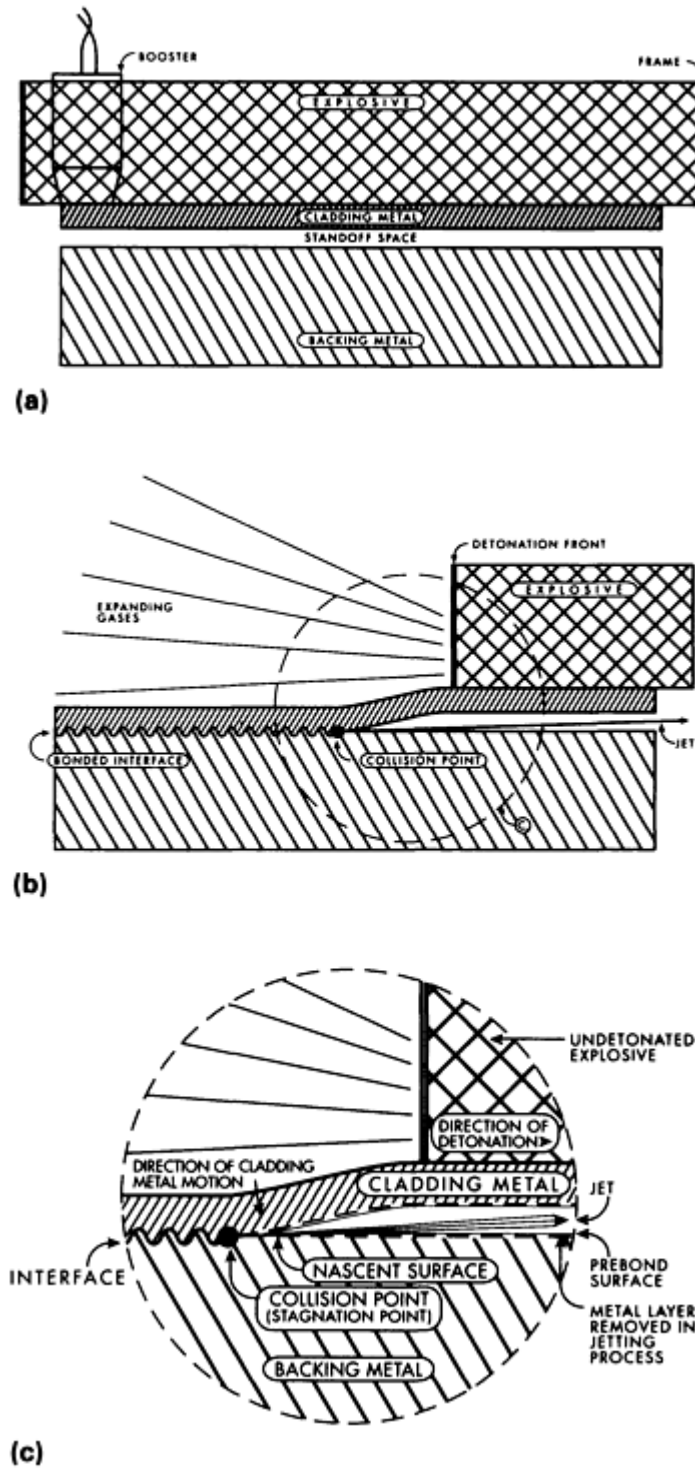 BOOSTER
FRAME
EXPLOSIVE
CLADDING METAL
STANDOFF SPACE
BACKING METAL
(a)
DETONATION FRONT
EXPLOSIVE
EXPANDING
GASES
JET
BONDED INTERFACE
COLLISION POINT
C
(b)
UNDETONATED
EXPLOSIVE
DIRECTION OF
DETONATION
DIRECTION OF CLADDING
METAL MOTION
CLADDING METAL
JET
INTERFACE
NASCENT SURFACE
PREBOND
SURFACE
COLLISION POINT
(STAGNATION POINT)
METAL LAYER
REMOVED IN
JETTING
PROCESS
BACKING METAL
(c)